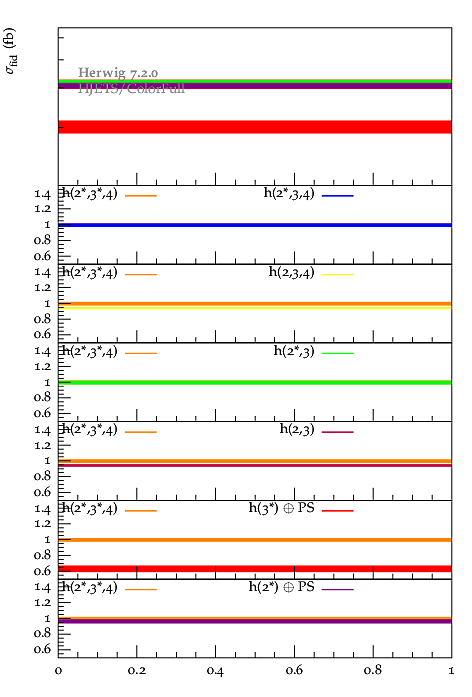 σfid (fb)
Herwig 7.2.0
HJETS/ColorFull
1.4 h(2*,3*,4) h(2*,3,4)
1.2
1
0.8
0.6
1.4 h(2*,3*,4) h(2,3,4)
1.2
1
0.8
0.6
1.4 h(2*,3*,4) h(2*,3)
1.2
1
0.8
0.6
1.4 h(2*,3*,4) h(2,3)
1.2
1
0.8
0.6
1.4 h(2*,3*,4) h(3*) ⊕ PS
1.2
1
0.8
0.6
1.4 h(2*,3*,4) h(2*) ⊕ PS
1.2
1
0.8
0.6
0 0.2 0.4 0.6 0.8 1